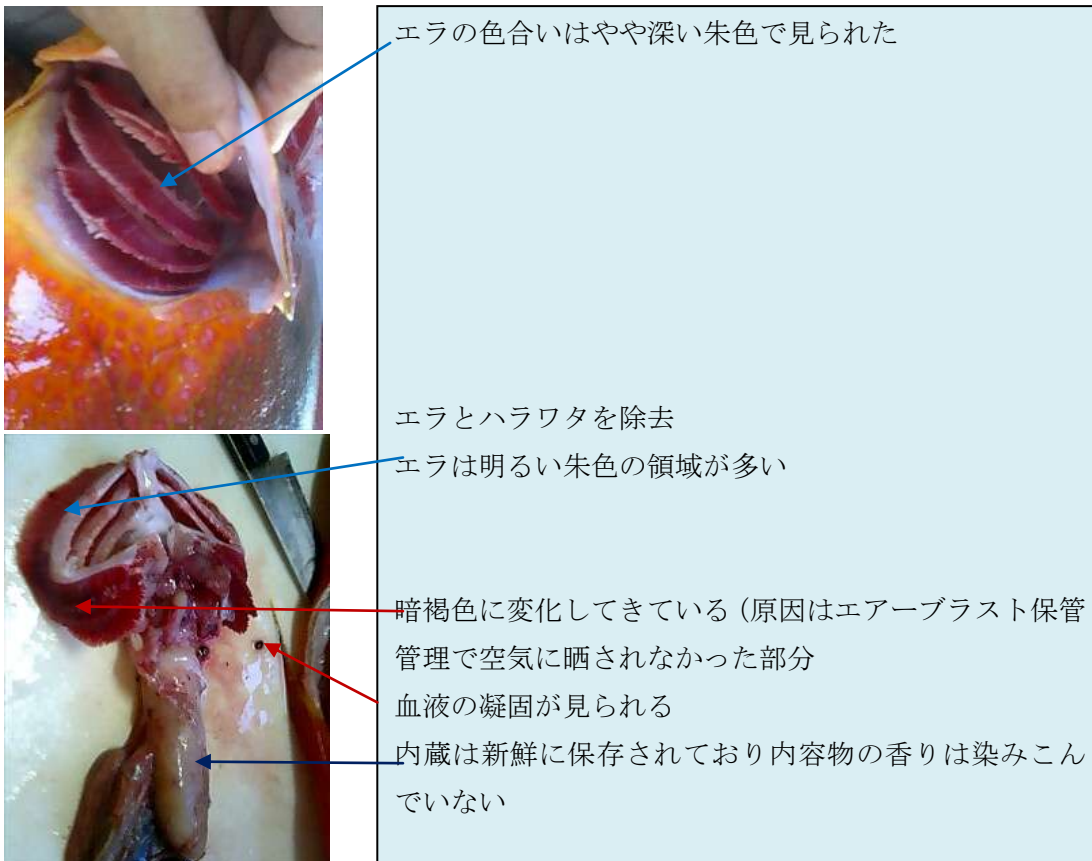 エラの色合いはやや深い朱色で見られた
エラとハラワタを除去
エラは明るい朱色の領域が多い
暗褐色に変化してきている（原因はエアーブラスト保管
管理で空気に晒されなかった部分
血液の凝固が見られる
内蔵は新鮮に保存されており内容物の香りは染みこん
でいない